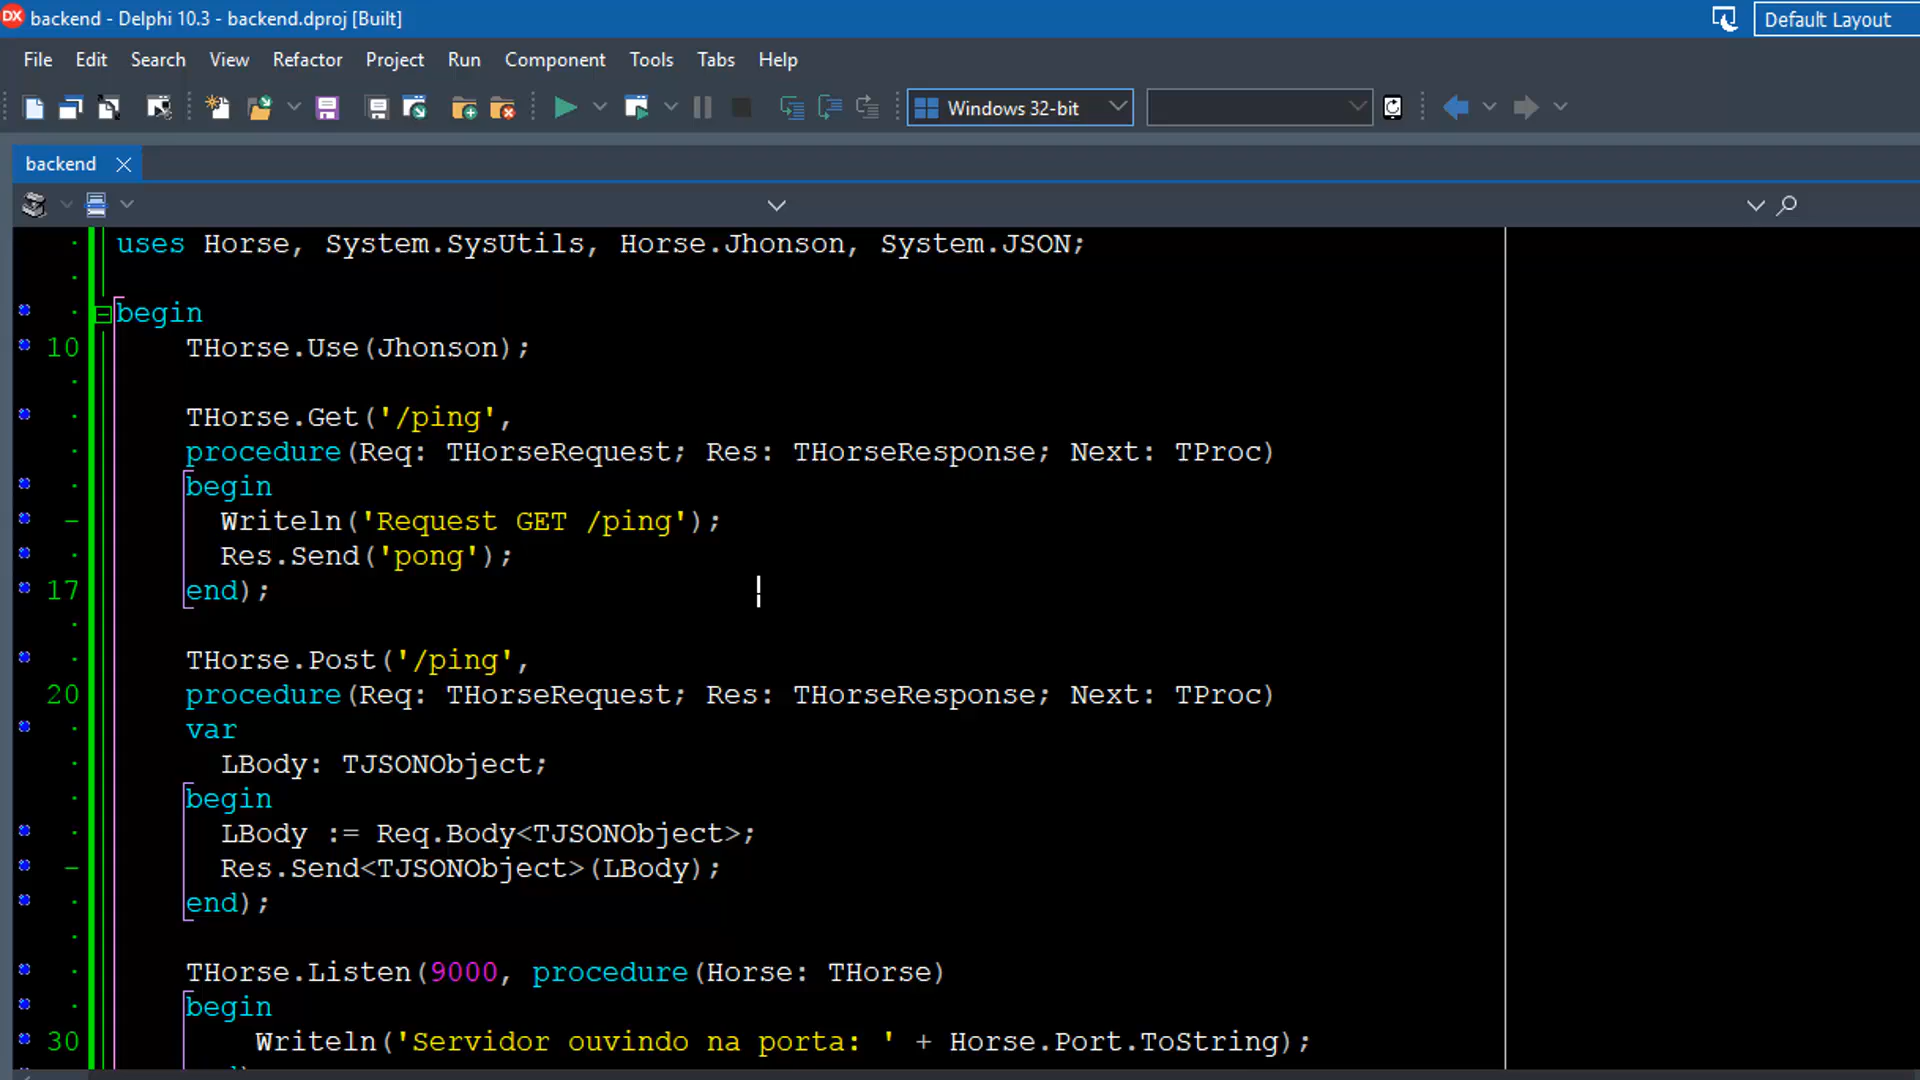 DX backend - Delphi 10.3 - backend.dproj [Built]
Default Layout
File Edit Search View Refactor Project Run Component Tools Tabs Help
Windows 32-bit
backend
uses Horse, System.SysUtils, Horse.Jhonson, System.JSON;
begin
10 THorse.Use(Jhonson);
THorse.Get('/ping',
procedure(Req: THorseRequest; Res: THorseResponse; Next: TProc)
begin
Writeln('Request GET /ping');
Res.Send('pong');
17 end);
THorse.Post('/ping',
20 procedure(Req: THorseRequest; Res: THorseResponse; Next: TProc)
var
LBody: TJSONObject;
begin
LBody := Req.Body<TJSONObject>;
Res.Send<TJSONObject>(LBody);
end);
THorse.Listen(9000, procedure(Horse: THorse)
begin
30 Writeln('Servidor ouvindo na porta: ' + Horse.Port.ToString);